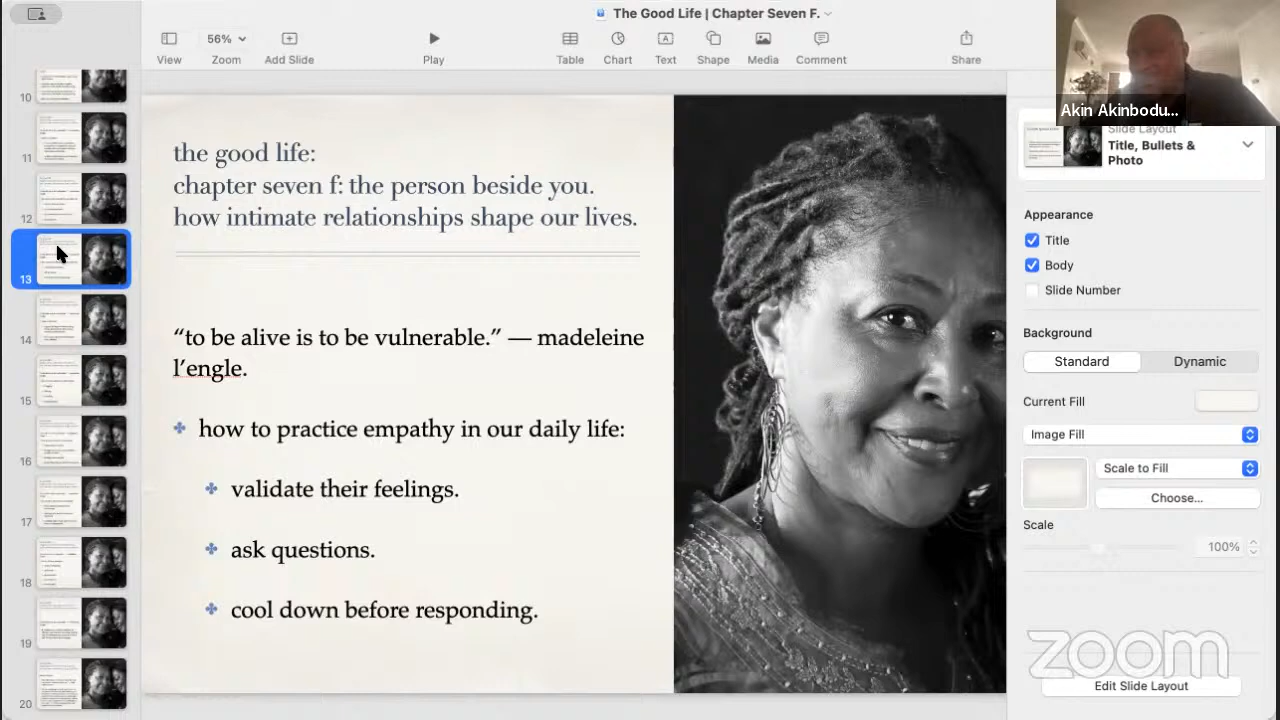 The Good Life | Chapter Seven F.
56%
View
Zoom
Add Slide
Play
Table
Chart
Text
Shape
Media
Comment
Share
Akin Akinbodu...
10
11
12
13
14
15
16
17
18
19
20
the good life:
chapter seven f: the person beside you.
how intimate relationships shape our lives.
“to be alive is to be vulnerable.” — madeleine
l’engle.
how to practice empathy in our daily life:
validate their feelings.
ask questions.
cool down before responding.
Slide Layout
Title, Bullets &
Photo
Appearance
Title
Body
Slide Number
Background
Standard
Dynamic
Current Fill
Image Fill
Scale to Fill
Choose...
Scale
100%
zoom
Edit Slide Layout